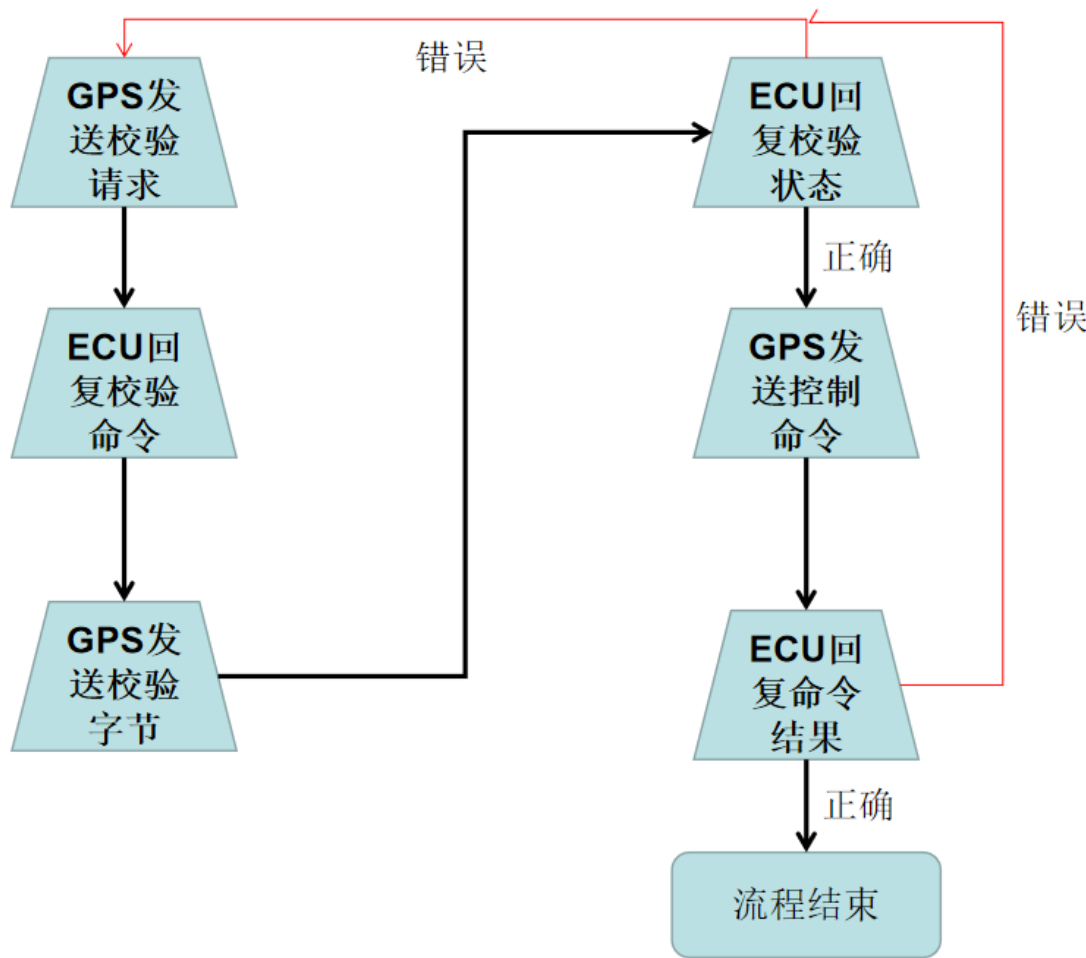 GPS发
送校验
请求
ECU回
复校验
命令
GPS发
送校验
字节
错误
ECU回
复校验
状态
正确
GPS发
送控制
命令
错误
ECU回
复命令
结果
正确
流程结束